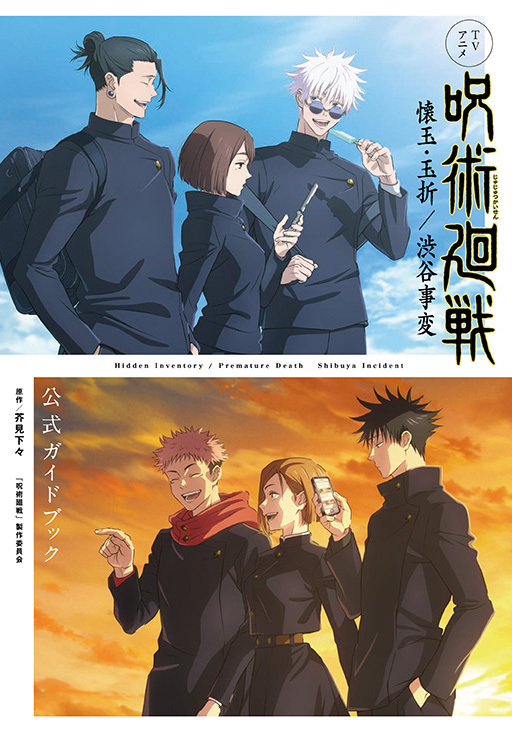 TVアニメ
呪術廻戦
じゅじゅつかいせん
懐玉・玉折／渋谷事変
Hidden Inventory / Premature Death Shibuya Incident
公式ガイドブック
原作／芥見下々
「呪術廻戦」製作委員会